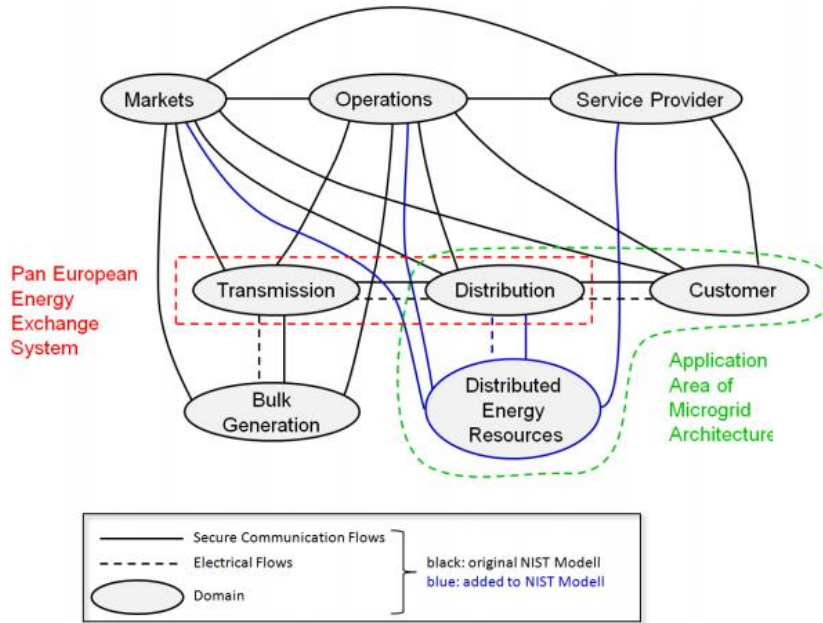 Markets
Operations
Service Provider
Pan European
Energy
Exchange
System
Transmission
Distribution
Customer
Bulk
Generation
Distributed
Energy
Resources
Application
Area of
Microgrid
Architecture
Secure Communication Flows
Electrical Flows
Domain
black: original NIST Modell
blue: added to NIST Modell